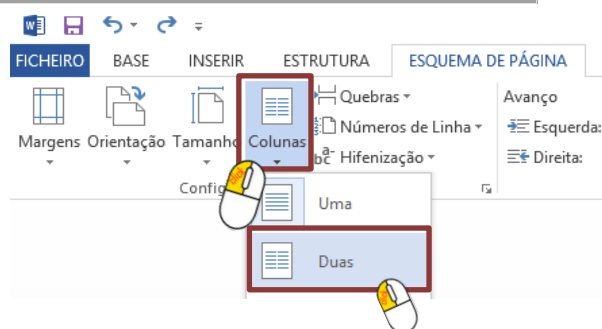 FICHEIRO BASE INSERIR ESTRUTURA ESQUEMA DE PÁGINA
Quebras Avanço
Números de Linha Esquerda:
Margens Orientação Tamanho Colunas
Hifenização Direita:
Config
Uma
Duas